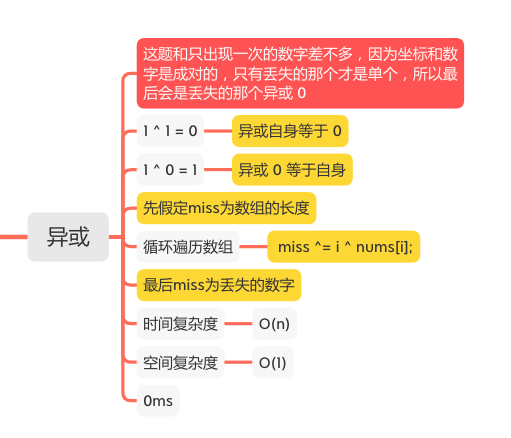 这题和只出现一次的数字差不多，因为坐标和数
字是成对的，只有丢失的那个才是单个，所以最
后会是丢失的那个异或 0
1 ^ 1 = 0
异或自身等于 0
1 ^ 0 = 1
异或 0 等于自身
先假定miss为数组的长度
异或
循环遍历数组
miss ^= i ^ nums[i];
最后miss为丢失的数字
时间复杂度
O(n)
空间复杂度
O(1)
0ms